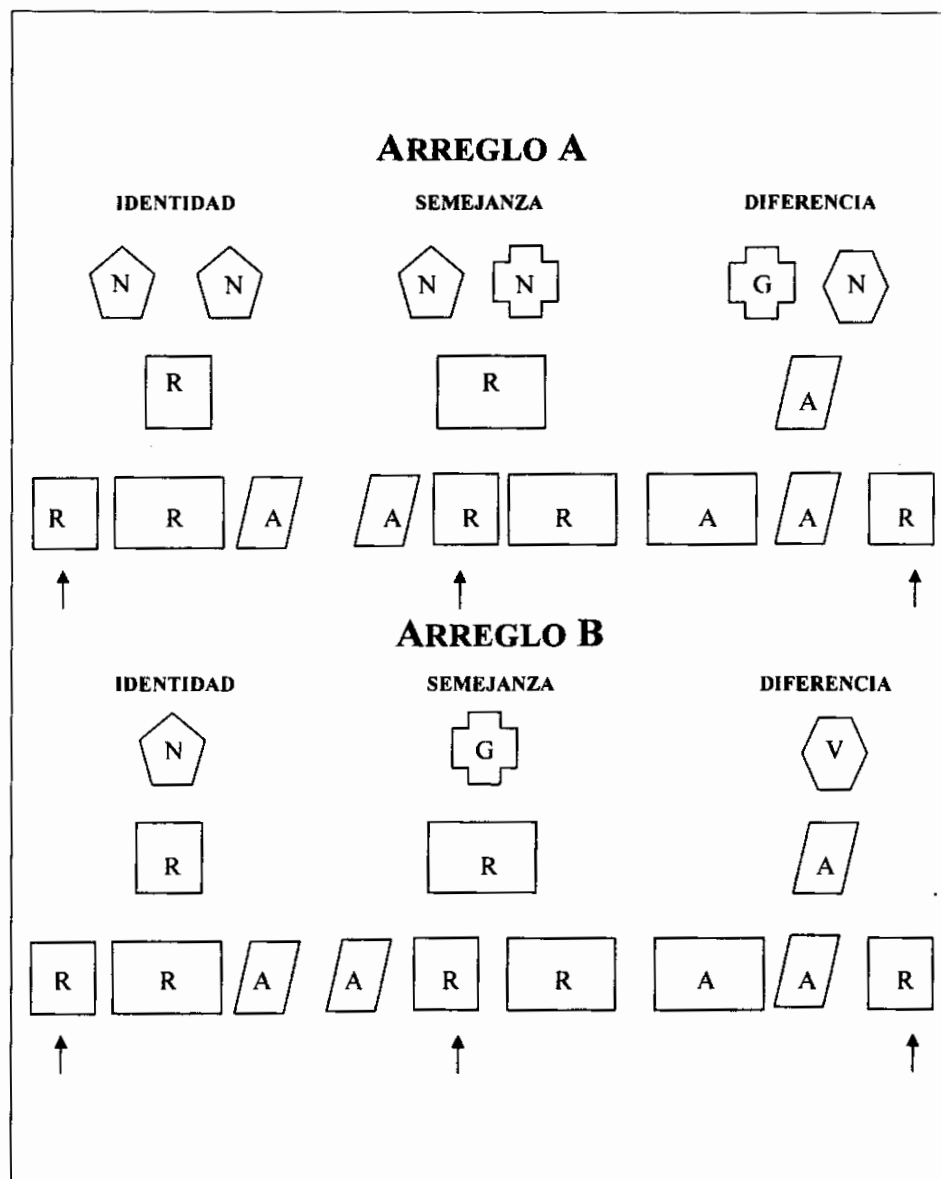 ARREGLO A
IDENTIDAD SEMEJANZA DIFERENCIA
N N N N G N
R R A
R R A A R R A A R
ARREGLO B
IDENTIDAD SEMEJANZA DIFERENCIA
N G V
R R A
R R A A R R A A R